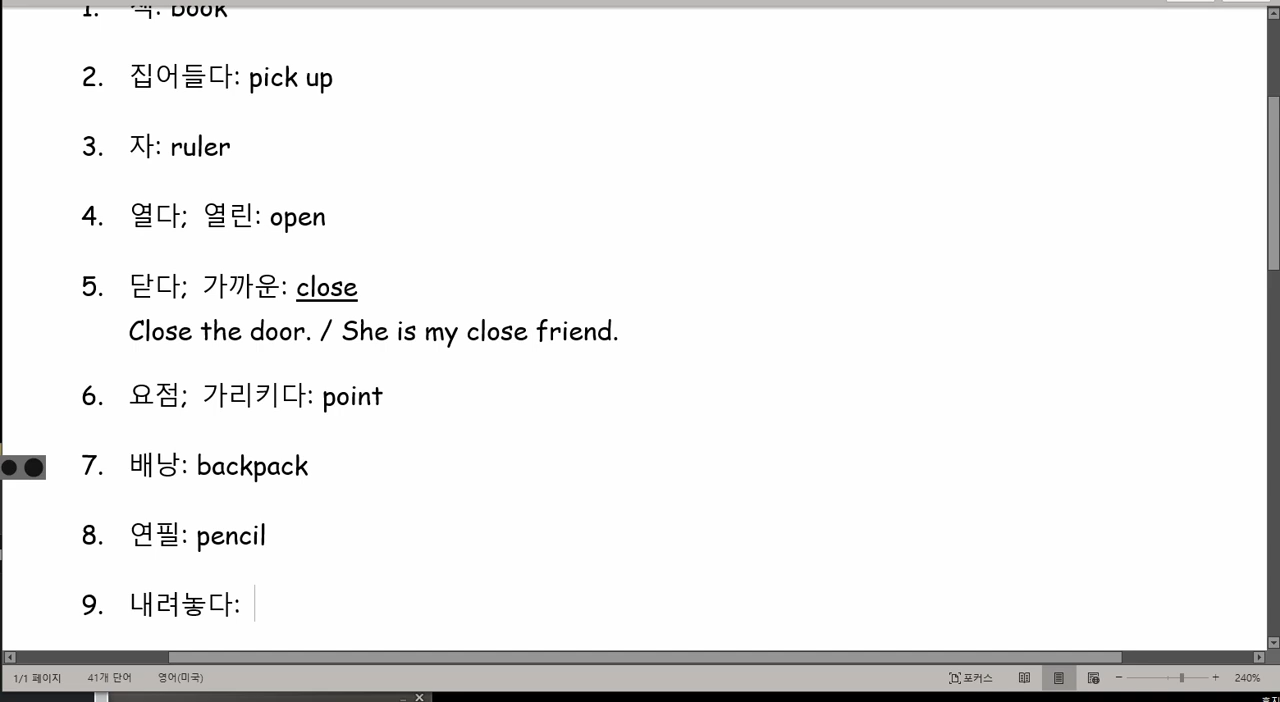 1. 책: book
2. 집어들다: pick up
3. 자: ruler
4. 열다; 열린: open
5. 닫다; 가까운: close
Close the door. / She is my close friend.
6. 요점; 가리키다: point
7. 배낭: backpack
8. 연필: pencil
9. 내려놓다:
1/1 페이지 41개 단어 영어(미국) 포커스 240%